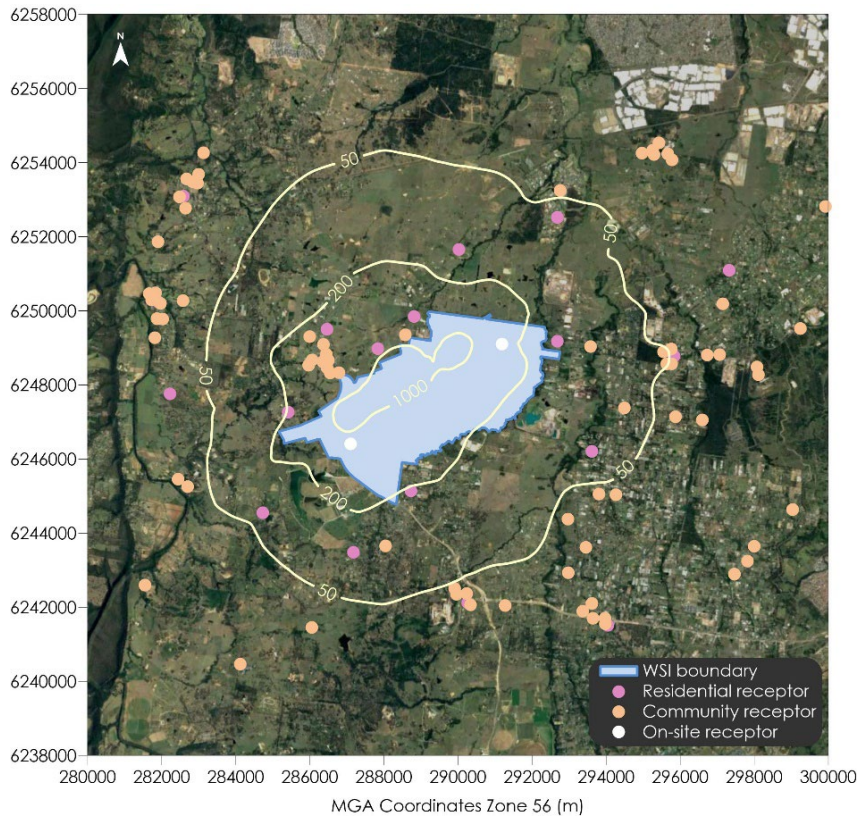 6258000
6256000
6254000
6252000
6250000
6248000
6246000
6244000
6242000
6240000
6238000
N
50
50
200
50
1000
200
50
50
WSI boundary
Residential receptor
Community receptor
On-site receptor
280000 282000 284000 286000 288000 290000 292000 294000 296000 298000 300000
MGA Coordinates Zone 56 (m)